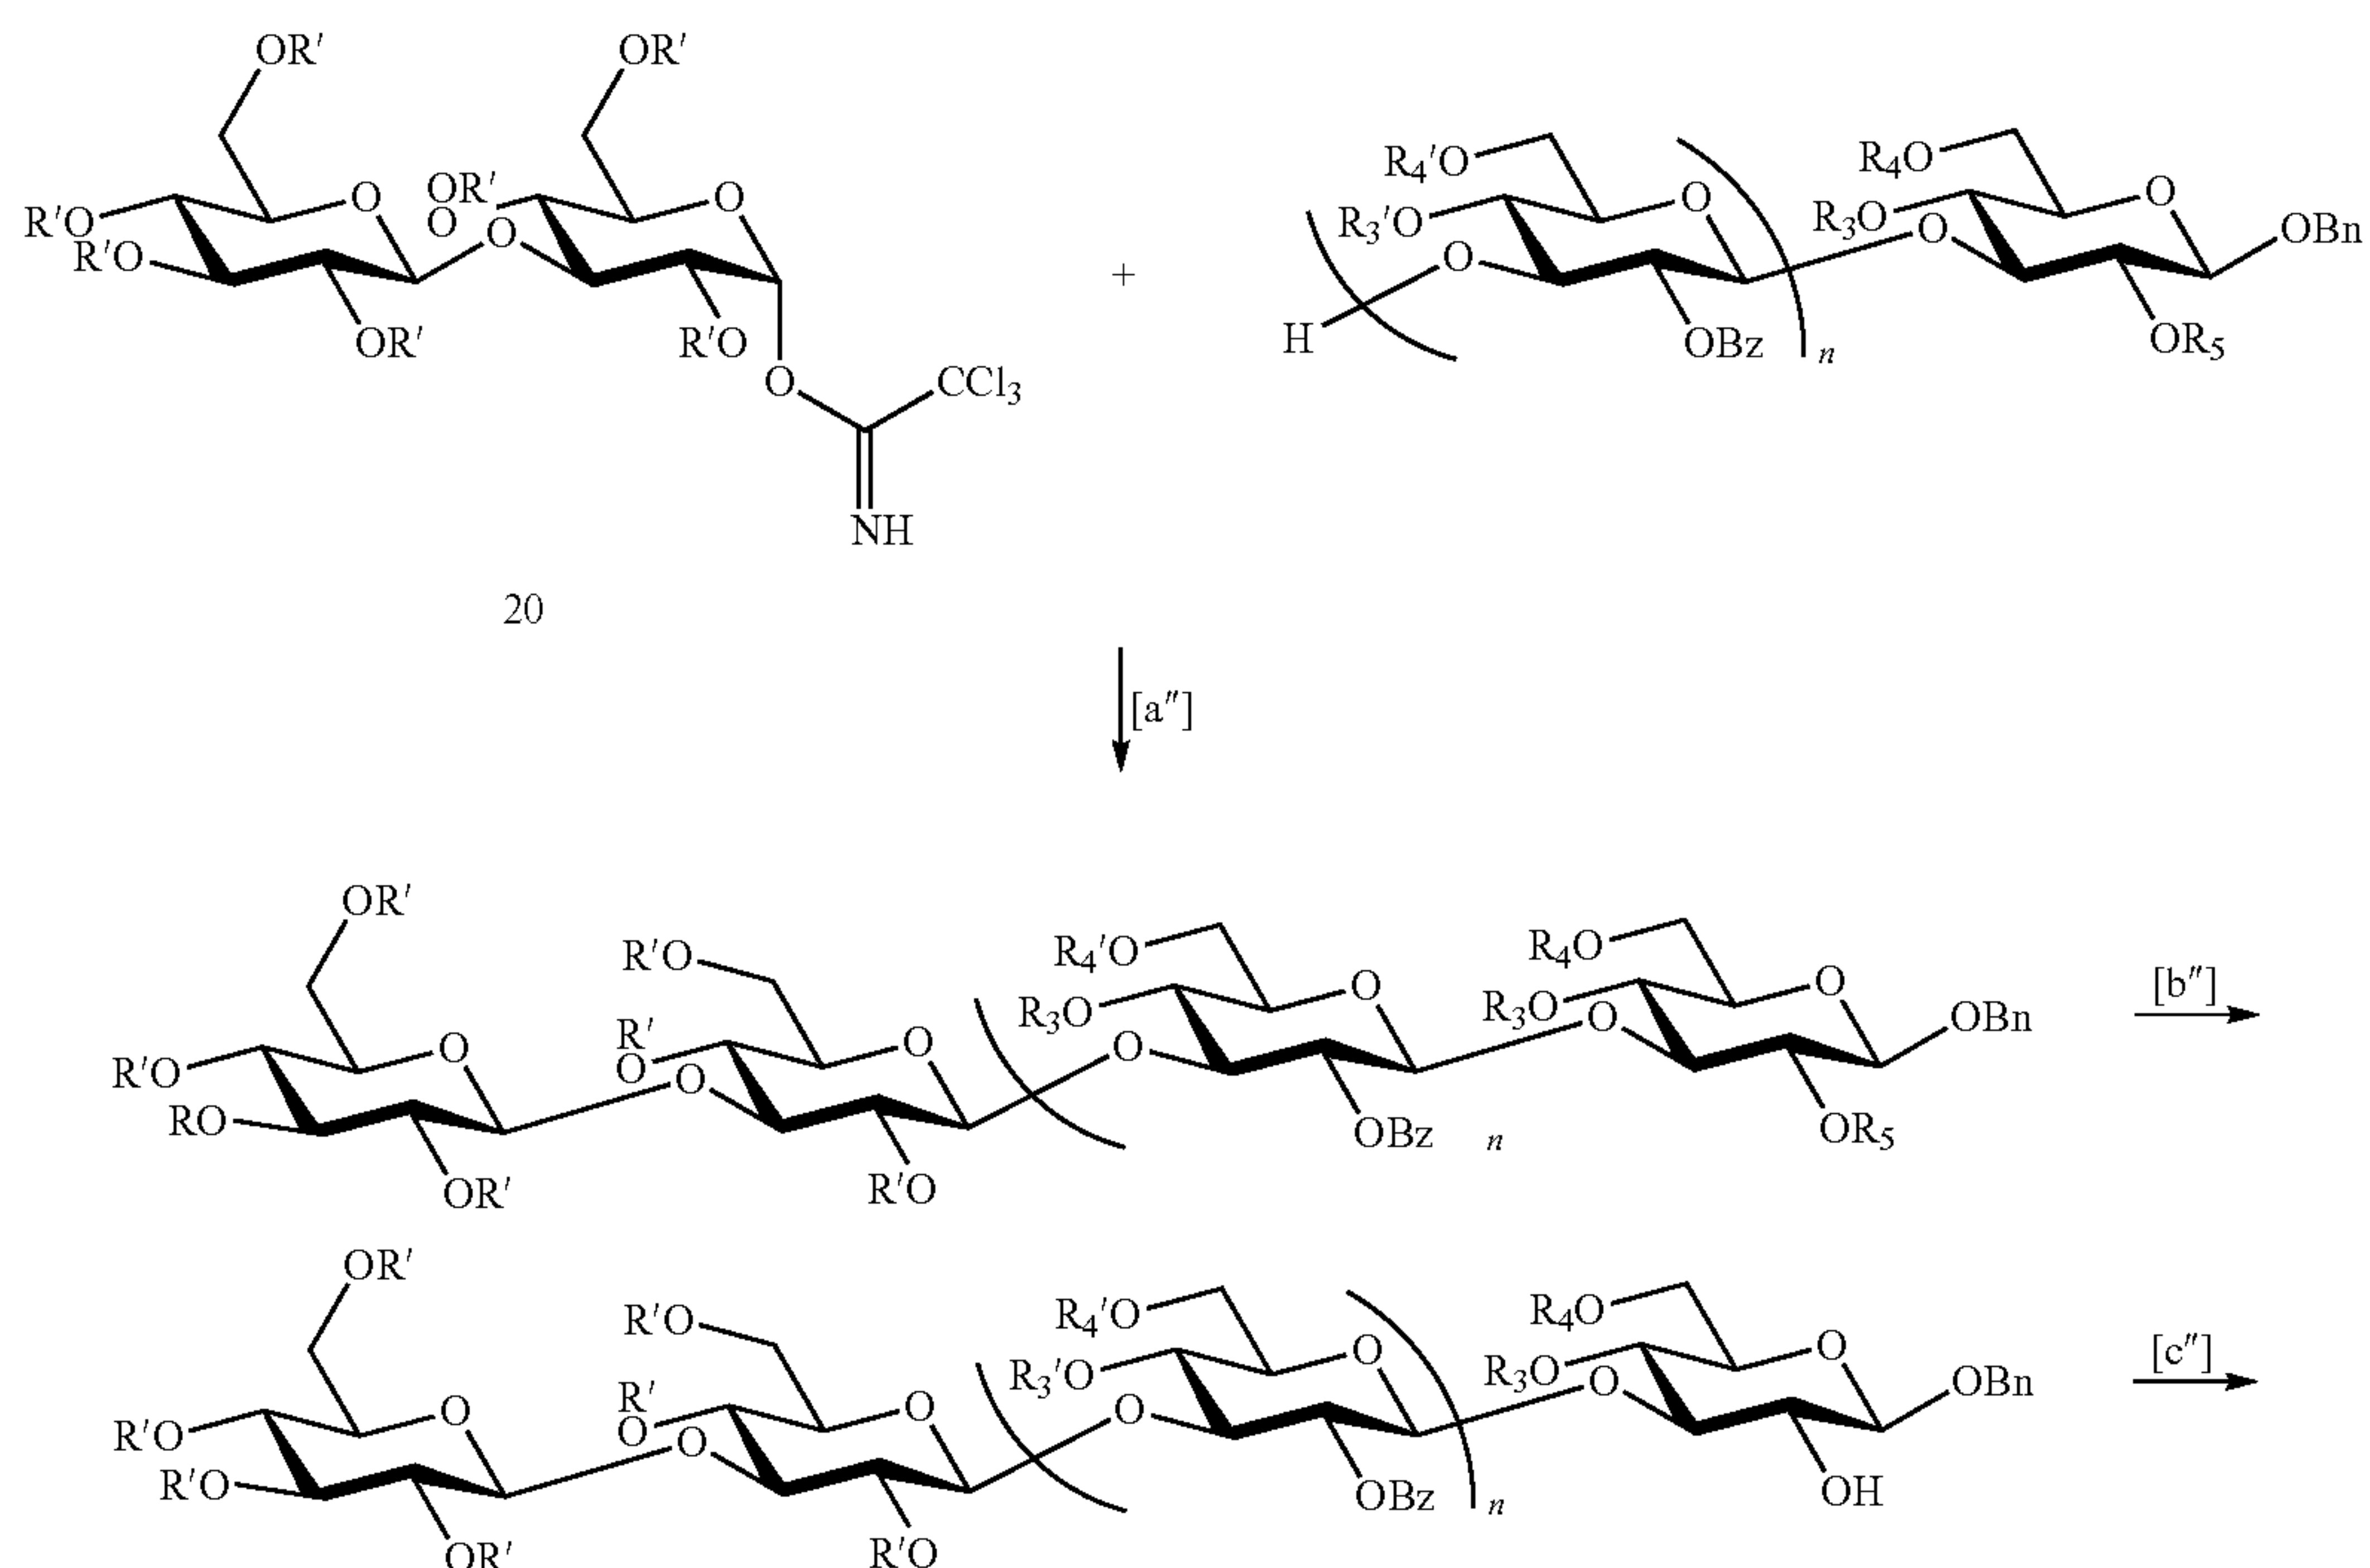 OR' OR'
R'O O OR' O O
R'O O
OR' R'O
O CCl3
NH
20
+
R4'O R4O
R3'O O R3O O
O O OBn
H OBz n OR5
[a″]
OR'
R'O R4'O R4O
R'O O R' O R3O O R3O O OBn [b″]
RO O O O O
OR' R'O OBz n OR5
OR'
R'O R4'O R4O
R'O O R' O R3'O O R3O O OBn [c″]
R'O O O O O
OR' R'O OBz n OH